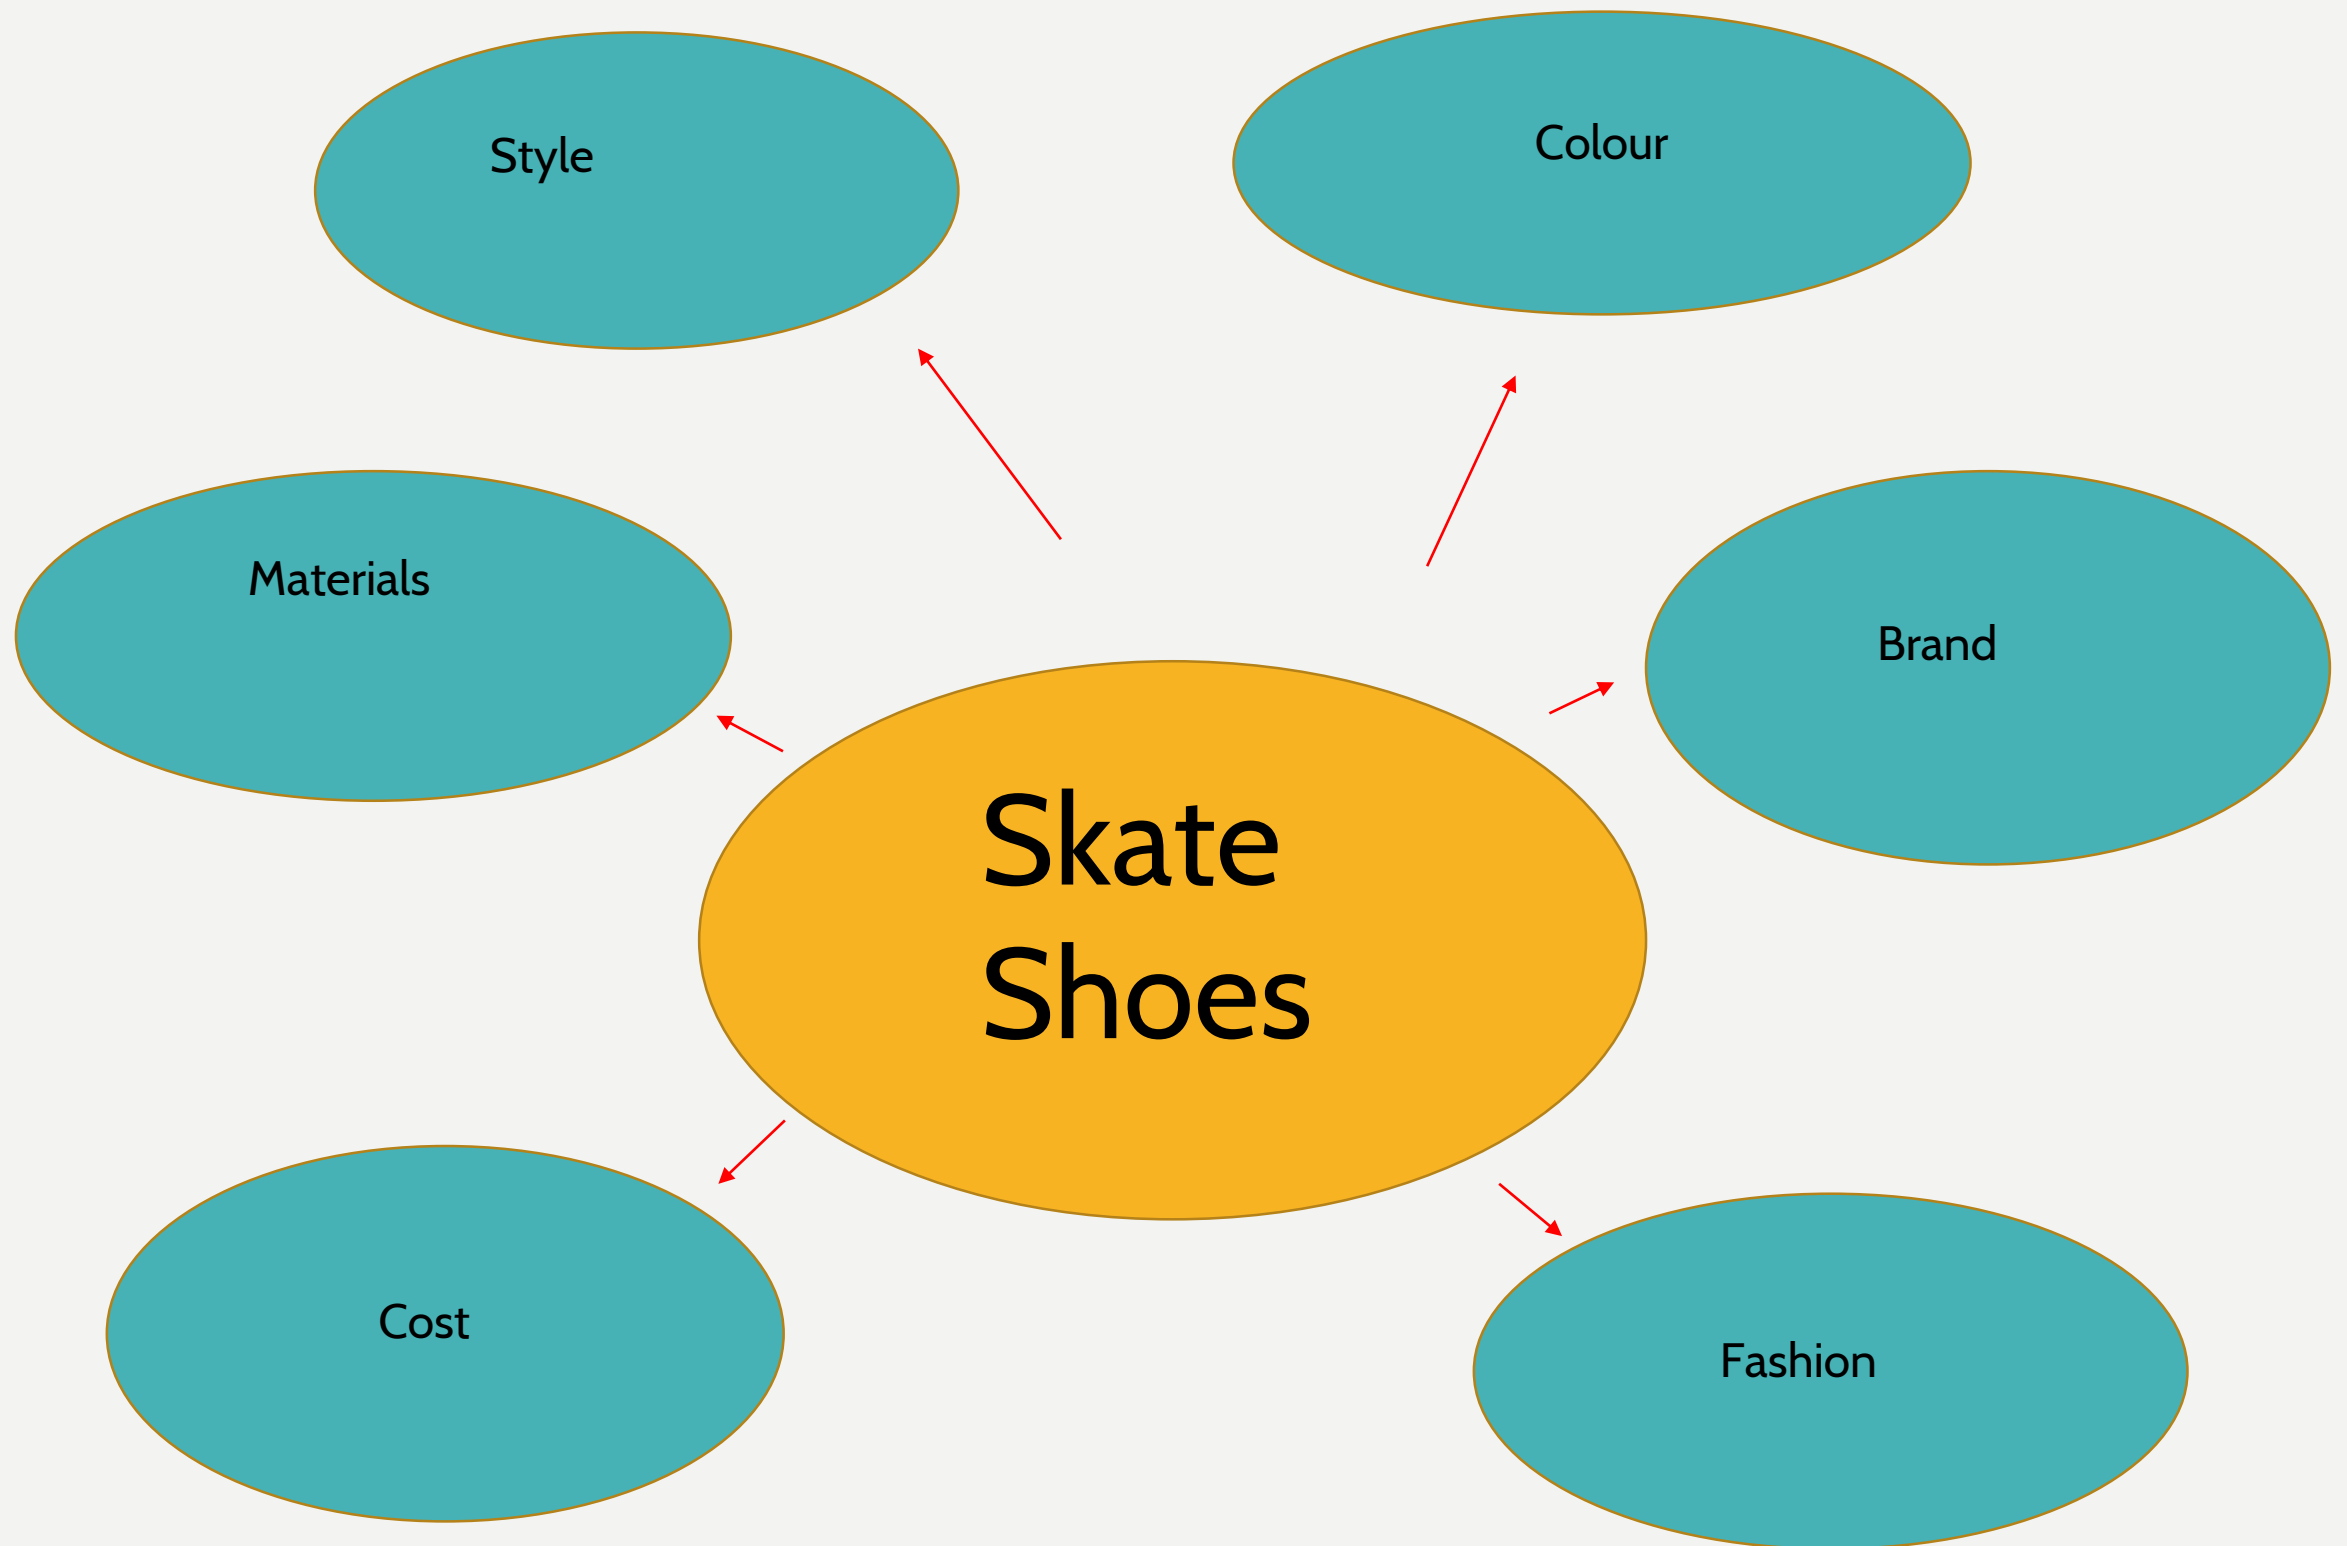 Style
Colour
Materials
Brand
Skate
Shoes
Cost
Fashion